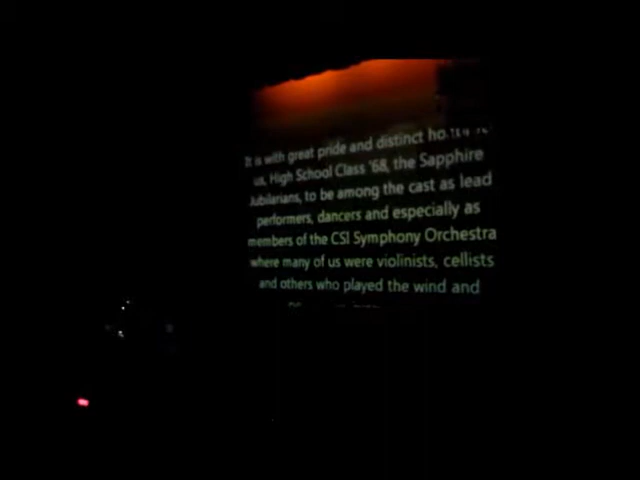 It is with great pride and distinct
us, High School Class '68, the Sapphire
Jubilarians, to be among the cast as lead
performers, dancers and especially as
members of the CSI Symphony Orchestra
where many of us were violinists, cellists
and others who played the wind and